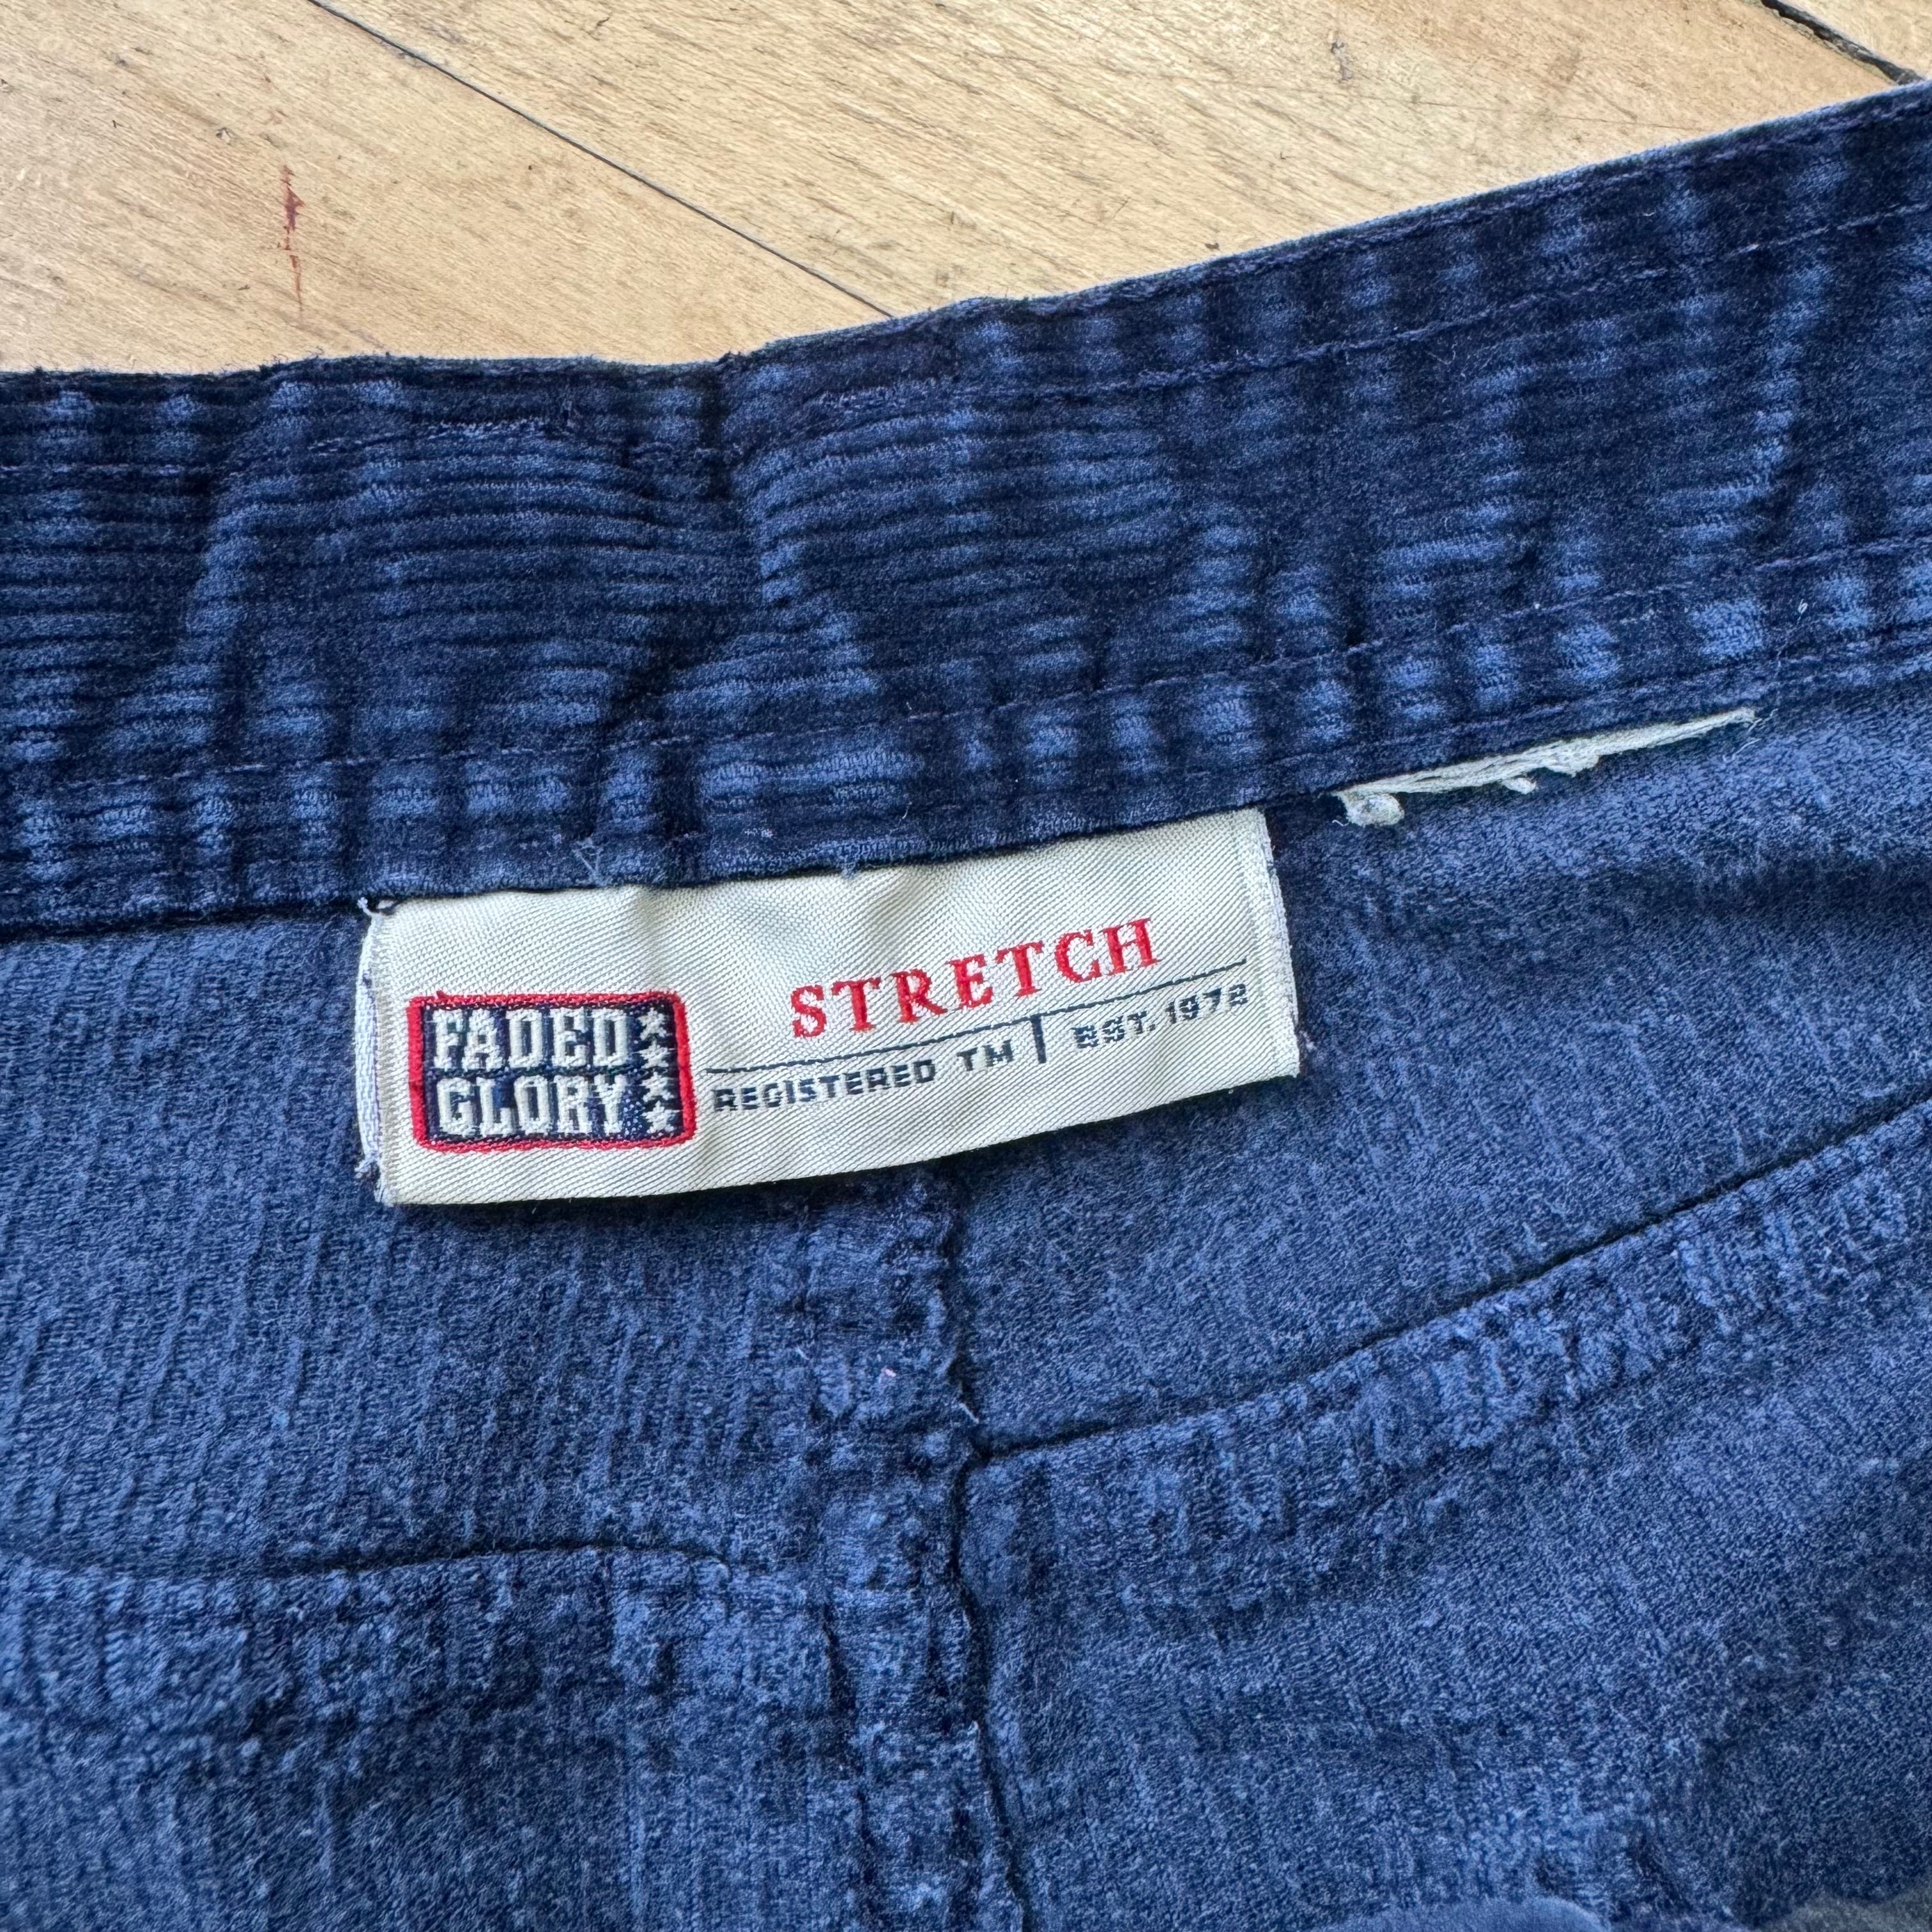 FADED
GLORY
STRETCH
REGISTERED TM | EST. 1972